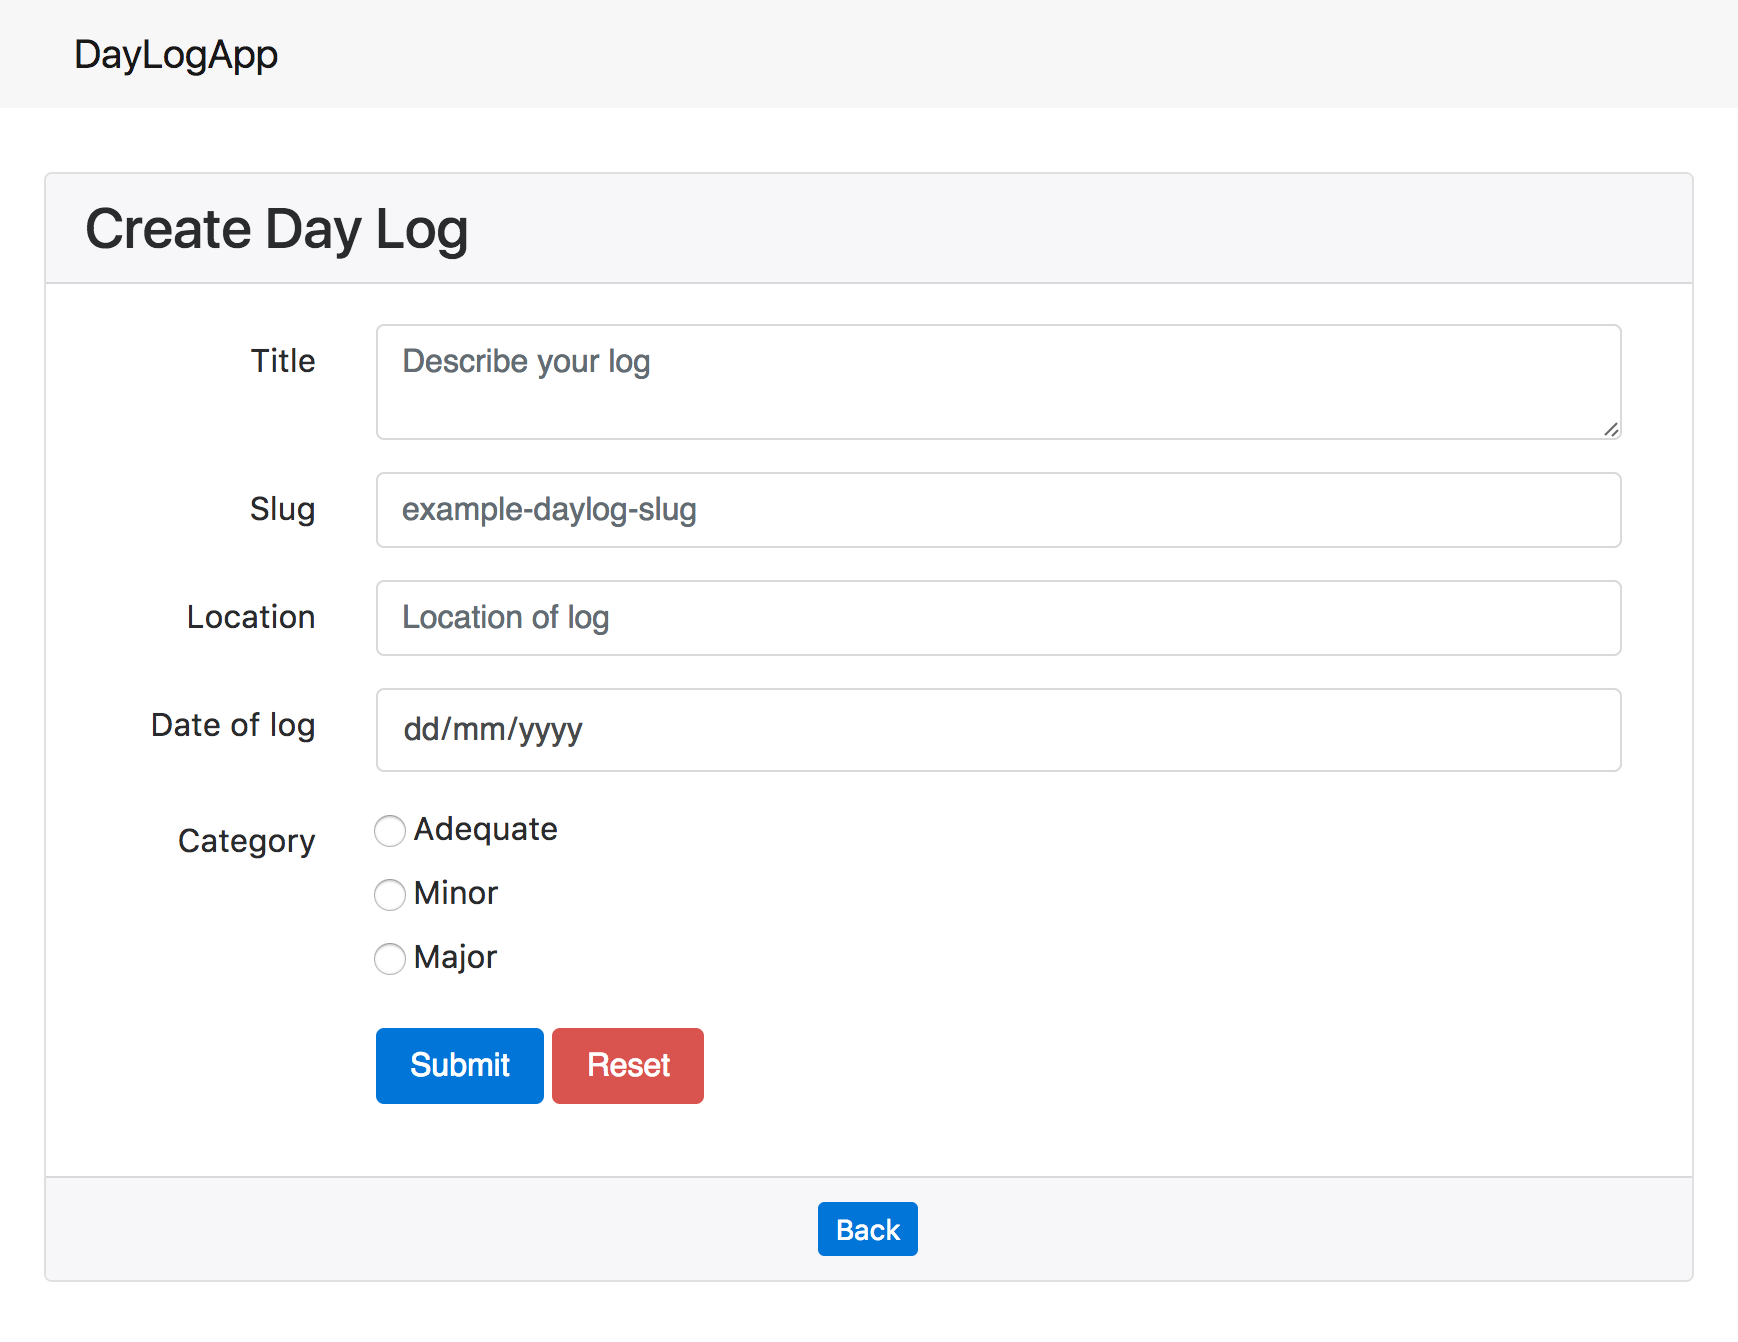 DayLogApp
Create Day Log
Title
Describe your log
Slug
example-daylog-slug
Location
Location of log
Date of log
dd/mm/yyyy
Category
Adequate
Minor
Major
Submit
Reset
Back